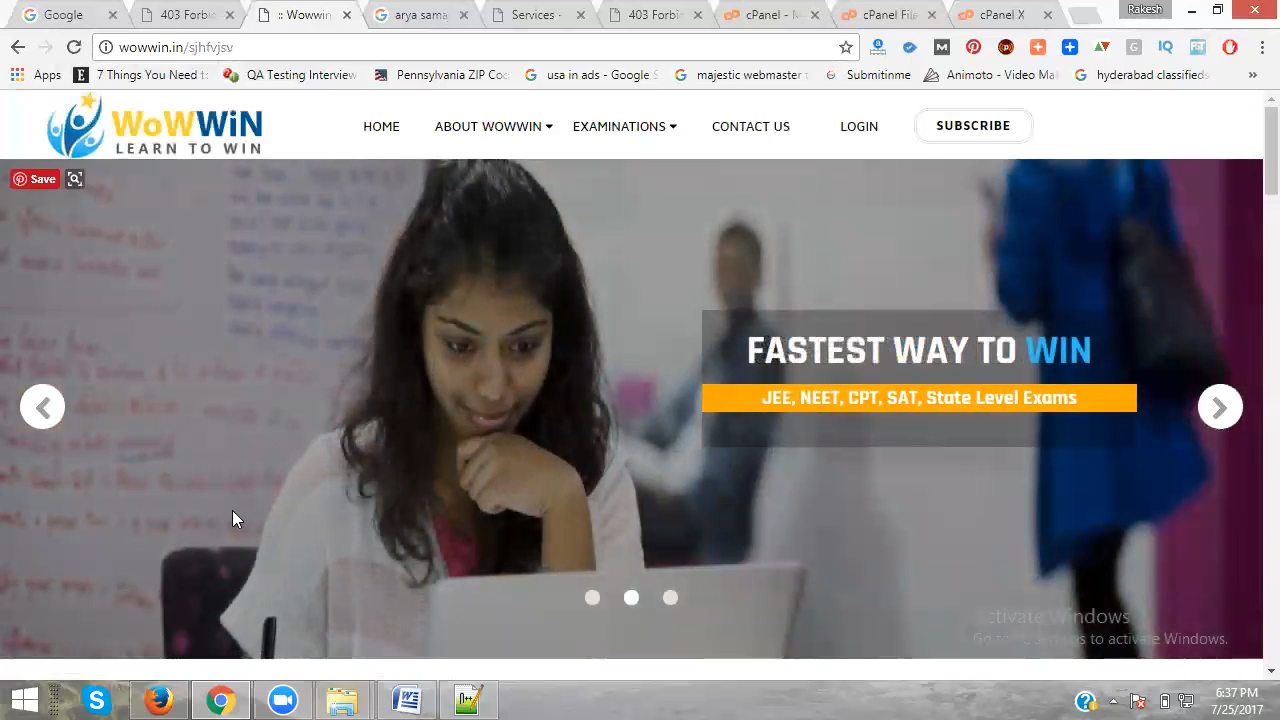 Google
403 Forbi
:: Wowwin
arya sama
Services -
403 Forbi
cPanel -
cPanel File
cPanel X
Rakesh
wowwin.in/sjhfvjsv
Apps
7 Things You Need t
QA Testing Interview
Pennsylvania ZIP Co
usa in ads - Google S
majestic webmaster t
Submitinme
Animoto - Video Ma
hyderabad classifieds
»
WoWWiN
LEARN TO WIN
HOME
ABOUT WOWWIN
EXAMINATIONS
CONTACT US
LOGIN
SUBSCRIBE
Save
FASTEST WAY TO WIN
JEE, NEET, CPT, SAT, State Level Exams
Activate Windows
to activate Windows.
6:37 PM
7/25/2017